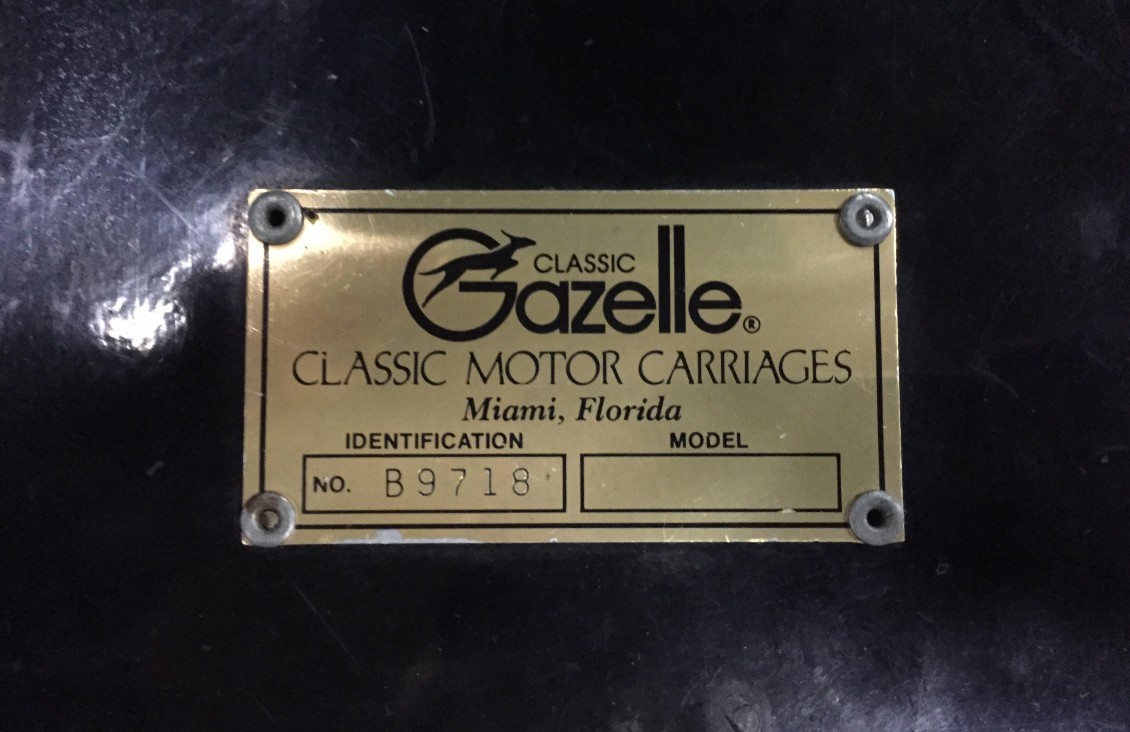 CLASSIC
Gazelle®
CLASSIC MOTOR CARRIAGES
Miami, Florida
IDENTIFICATION MODEL
NO. B9718